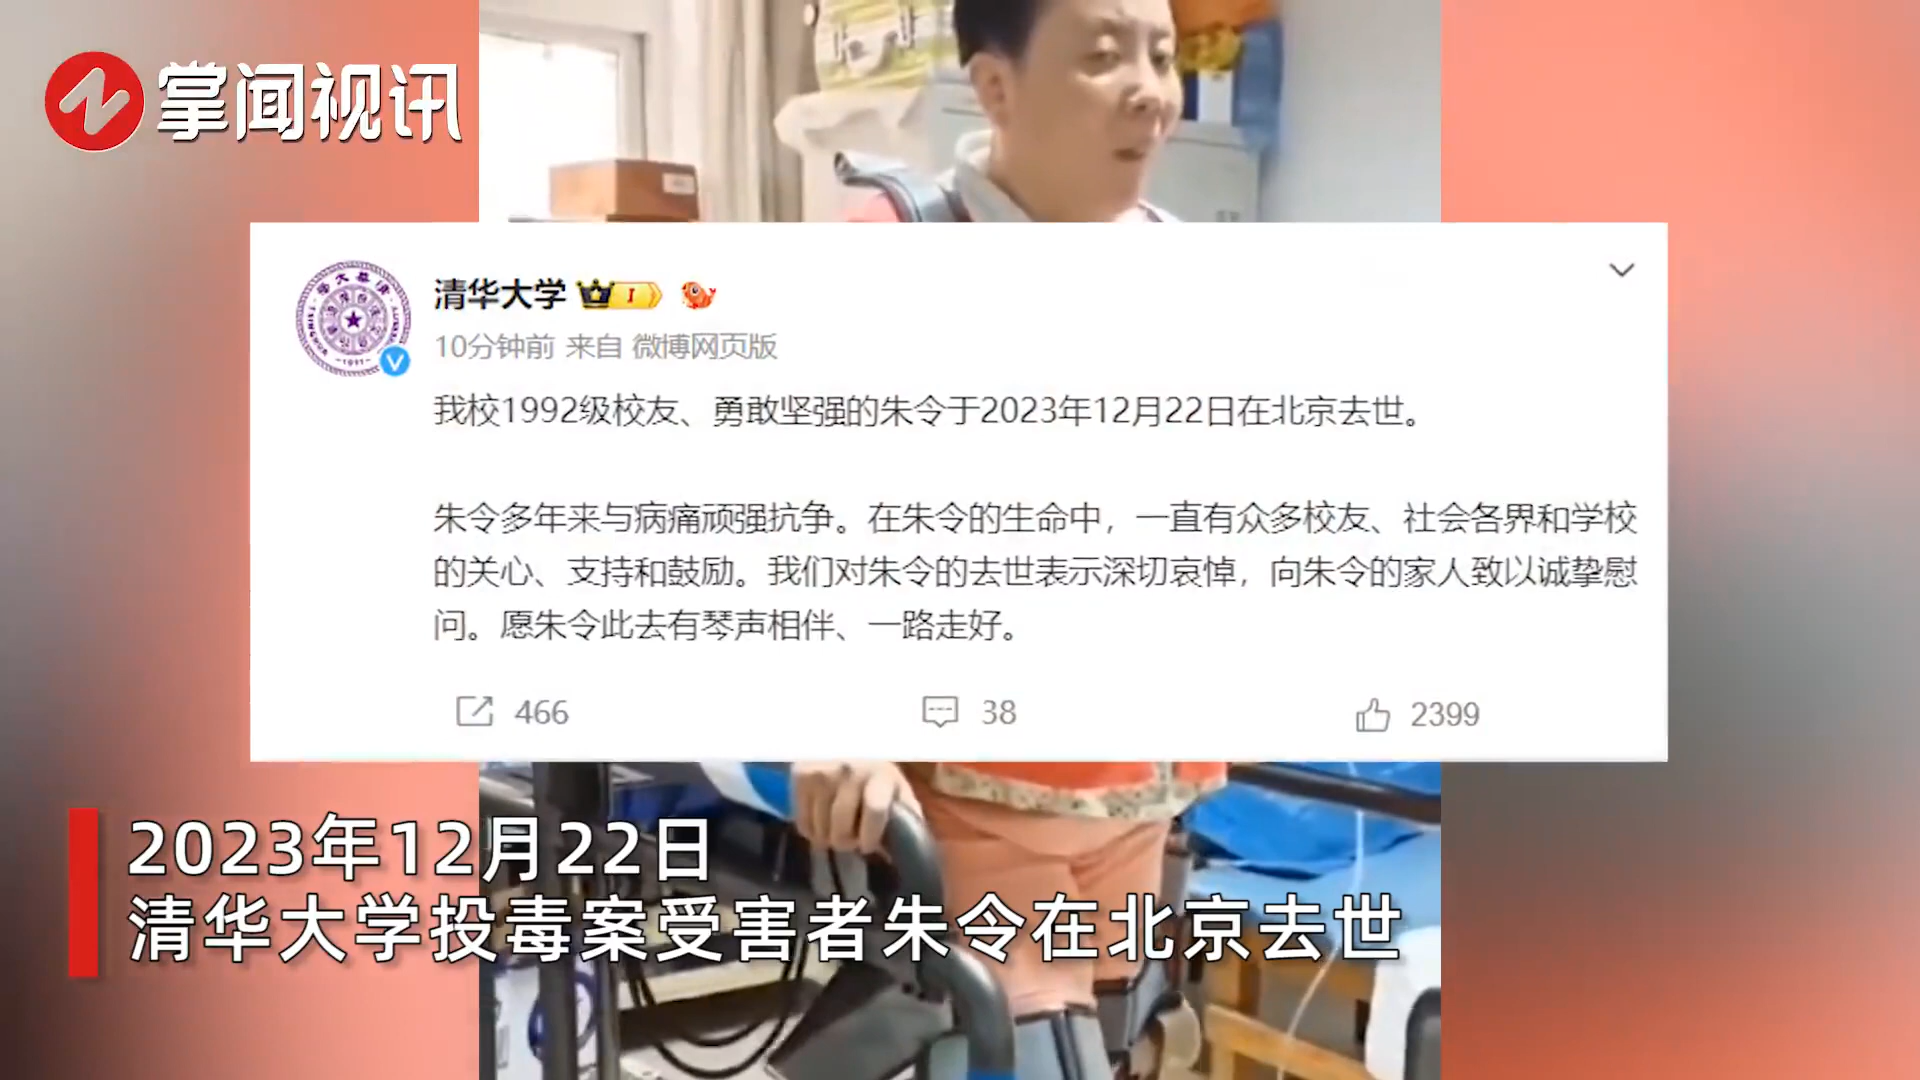 掌闻视讯
清华大学
10分钟前 来自 微博网页版
我校1992级校友、勇敢坚强的朱令于2023年12月22日在北京去世。
朱令多年来与病痛顽强抗争。在朱令的生命中，一直有众多校友、社会各界和学校
的关心、支持和鼓励。我们对朱令的去世表示深切哀悼，向朱令的家人致以诚挚慰
问。愿朱令此去有琴声相伴、一路走好。
466
38
2399
2023年12月22日
清华大学投毒案受害者朱令在北京去世